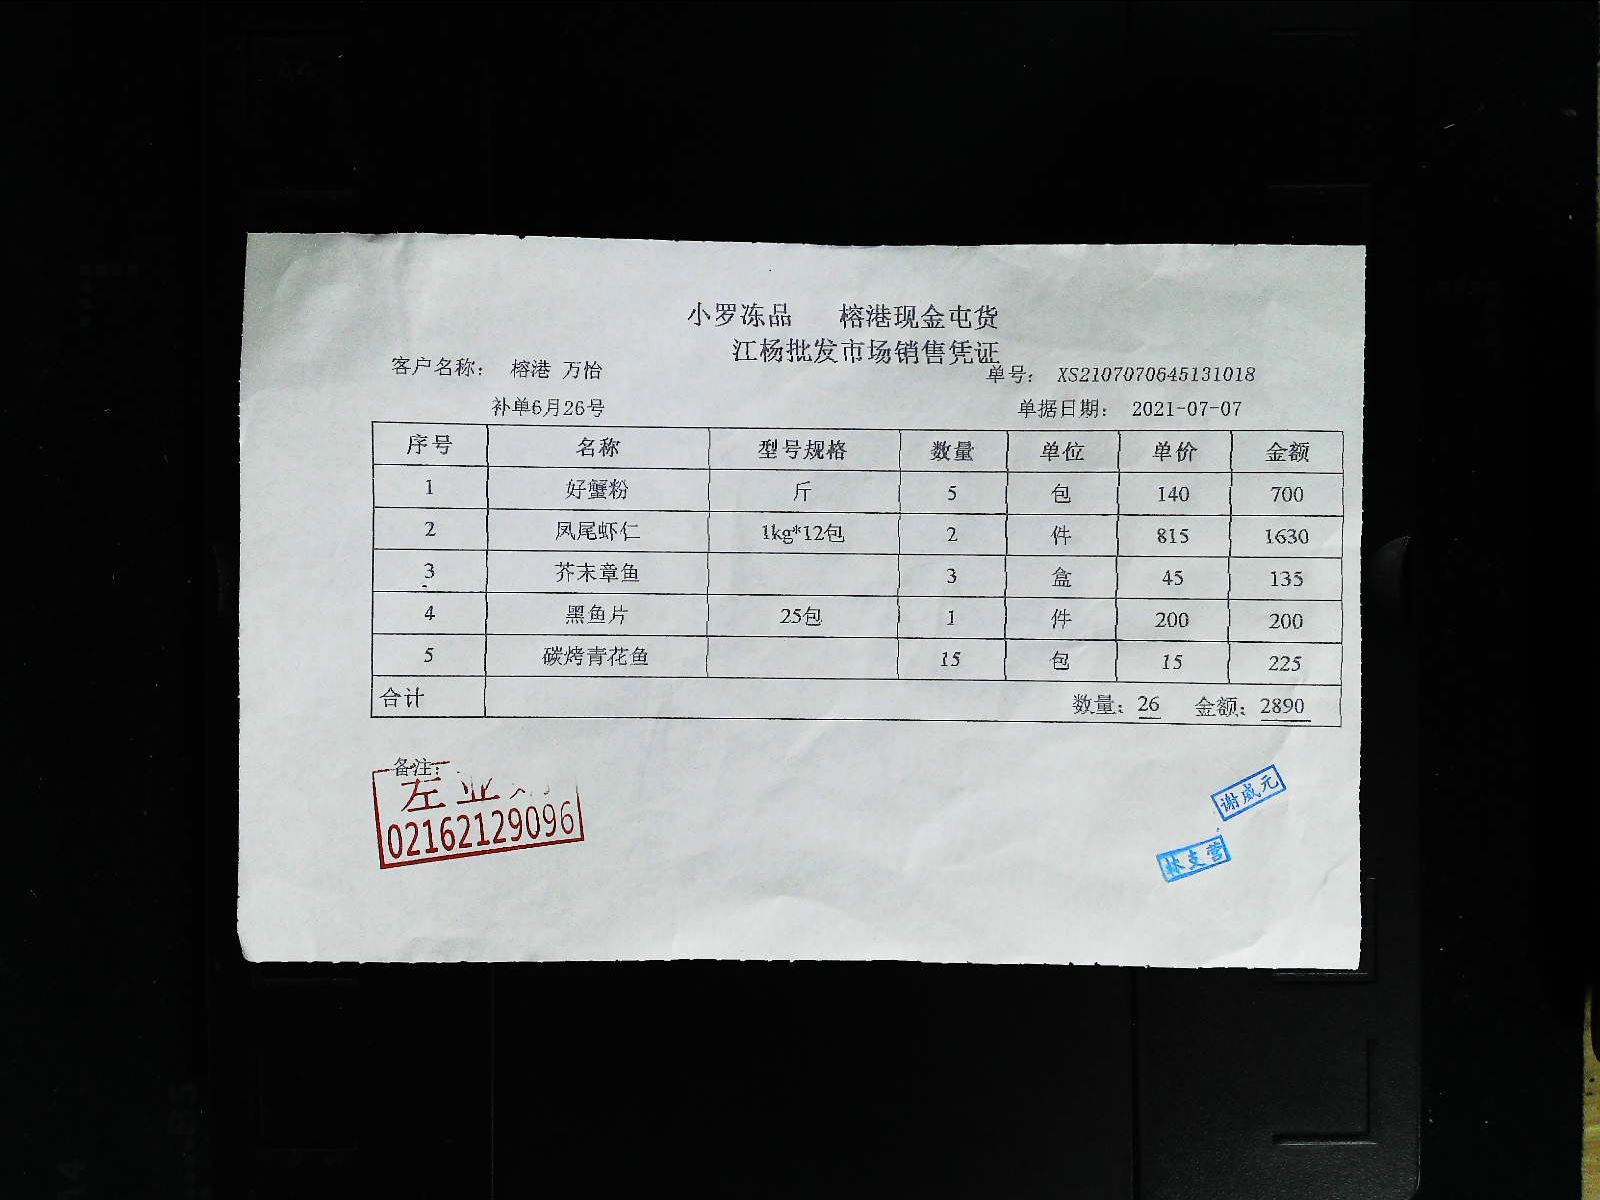 小罗冻品 榕港现金屯货
江杨批发市场销售凭证
客户名称： 榕港 万怡 单号： XS2107070645131018
补单6月26号 单据日期： 2021-07-07
序号 名称 型号规格 数量 单位 单价 金额
1 好蟹粉 斤 5 包 140 700
2 凤尾虾仁 1kg*12包 2 件 815 1630
3 芥末章鱼 3 盒 45 135
4 黑鱼片 25包 1 件 200 200
5 碳烤青花鱼 15 包 15 225
合计 数量：26 金额：2890
备注：
左亚
02162129096
谢威元
林支营